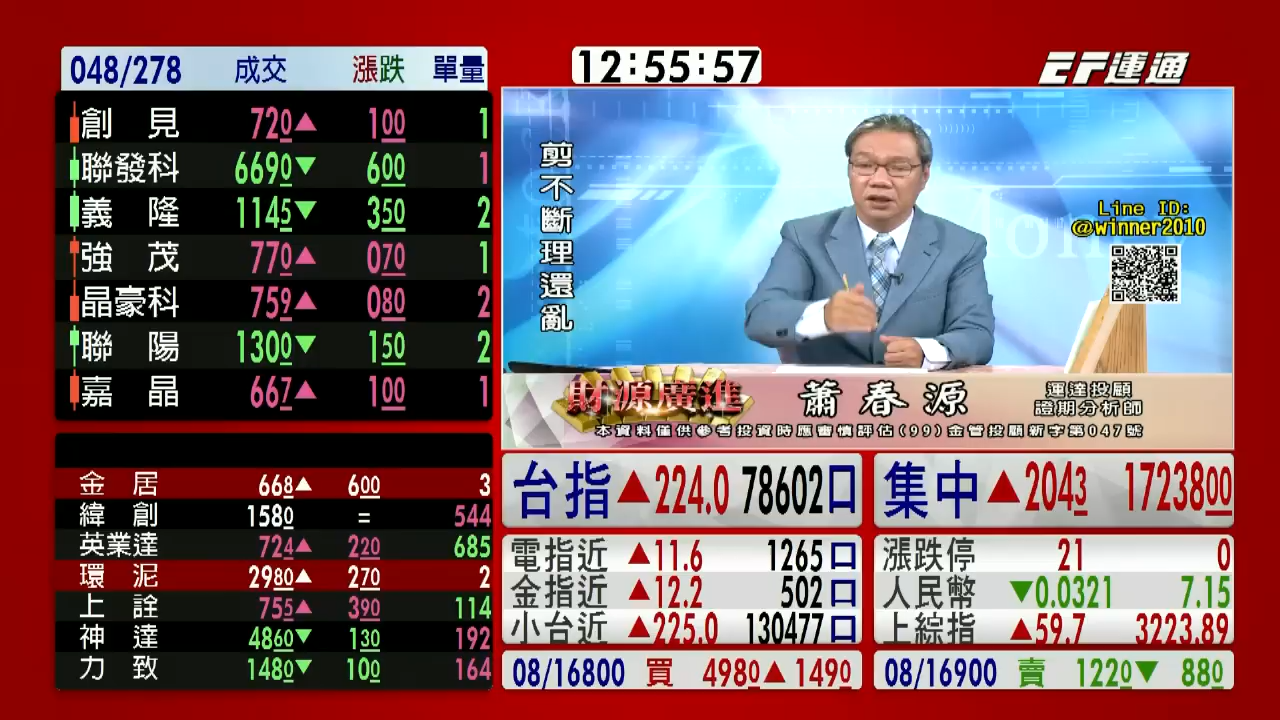 048/278 成交 漲跌 單量
創見 720▲ 100 1
聯發科 6690▼ 600 1
義隆 1145▼ 350 2
強茂 770▲ 070 1
晶豪科 759▲ 080 2
聯陽 1300▼ 150 2
嘉晶 667▲ 100 1
金居 668▲ 600 3
緯創 1580 = 544
英業達 724▲ 220 685
環泥 2980▲ 270 2
上詮 755▲ 390 114
神達 4860▼ 130 192
力致 1480▼ 100 164
12:55:57
EF運通
剪不斷理還亂
Line ID:
@winner2010
財源廣進
蕭春源
運達投顧
證期分析師
本資料僅供參考投資時應審慎評估(99)金管投顧新字第047號
台指▲224.0 78602口
集中▲2043 1723800
電指近 ▲11.6 1265口
金指近 ▲12.2 502口
小台近 ▲225.0 130477口
漲跌停 21 0
人民幣 ▼0.0321 7.15
上綜指 ▲59.7 3223.89
08/16800 買 4980▲1490
08/16900 賣 1220▼ 880